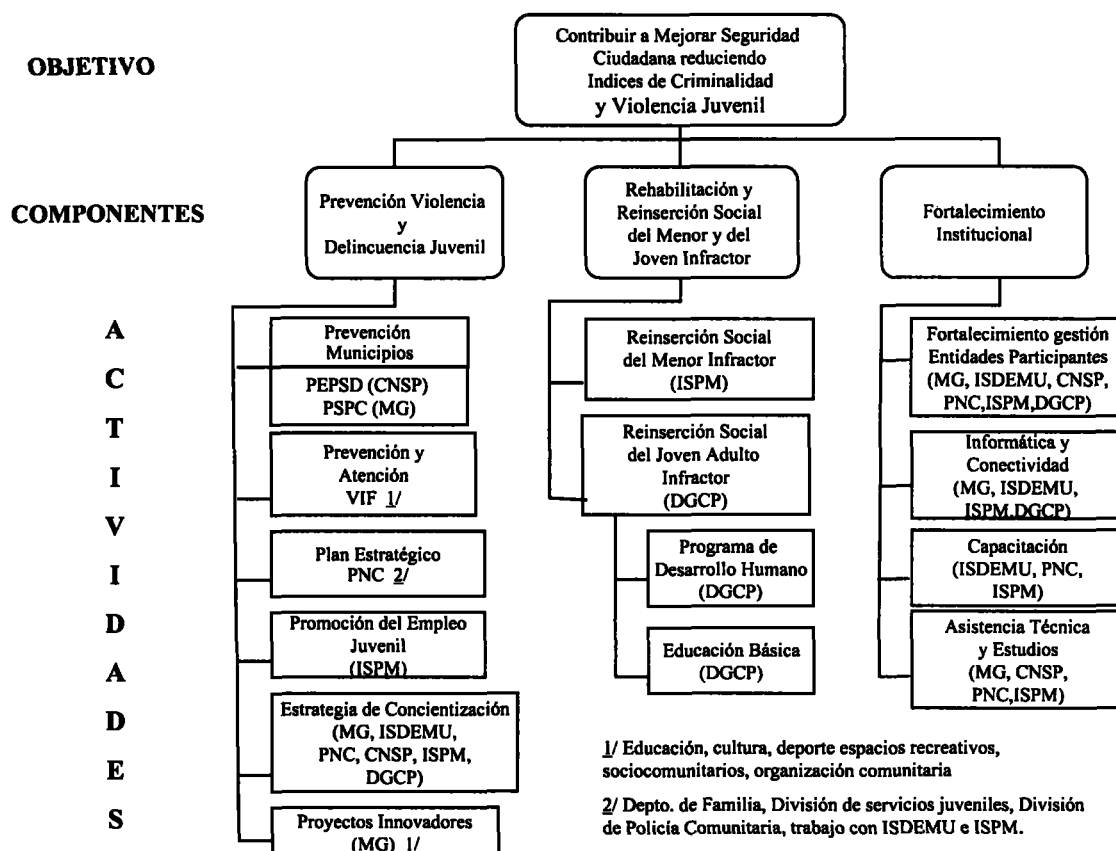 OBJETIVO
Contribuir a Mejorar Seguridad
Ciudadana reduciendo
Indices de Criminalidad
y Violencia Juvenil
COMPONENTES
Prevención Violencia
y
Delincuencia Juvenil
Rehabilitación y
Reinserción Social
del Menor y del
Joven Infractor
Fortalecimiento
Institucional
A
C
T
I
V
I
D
A
D
E
S
Prevención
Municipios
PEPSD (CNSP)
PSPC (MG)
Prevención y
Atención
VIF 1/
Plan Estratégico
PNC 2/
Promoción del Empleo
Juvenil
(ISPM)
Estrategia de Concientización
(MG, ISDEMU,
PNC, CNSP, ISPM,
DGCP)
Proyectos Innovadores
(MG) 1/
Reinserción Social
del Menor Infractor
(ISPM)
Reinserción Social
del Joven Adulto
Infractor
(DGCP)
Programa de
Desarrollo Humano
(DGCP)
Educación Básica
(DGCP)
Fortalecimiento gestión
Entidades Participantes
(MG, ISDEMU, CNSP,
PNC,ISPM,DGCP)
Informática y
Conectividad
(MG, ISDEMU,
ISPM,DGCP)
Capacitación
(ISDEMU, PNC,
ISPM)
Asistencia Técnica
y Estudios
(MG, CNSP,
PNC,ISPM)
1/ Educación, cultura, deporte espacios recreativos,
sociocomunitarios, organización comunitaria
2/ Depto. de Familia, División de servicios juveniles, División
de Policía Comunitaria, trabajo con ISDEMU e ISPM.